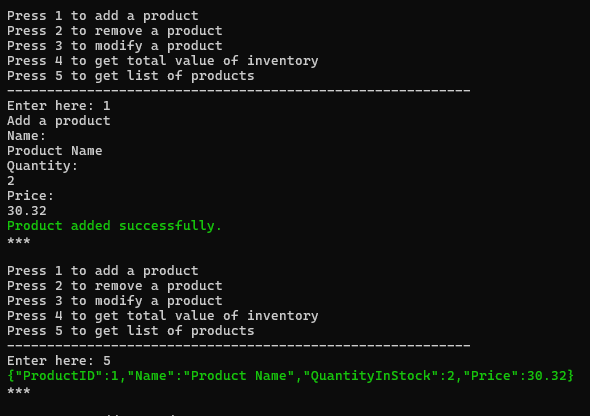 Press 1 to add a product
Press 2 to remove a product
Press 3 to modify a product
Press 4 to get total value of inventory
Press 5 to get list of products
----------------------------------------------------------
Enter here: 1
Add a product
Name:
Product Name
Quantity:
2
Price:
30.32
Product added successfully.
***
Press 1 to add a product
Press 2 to remove a product
Press 3 to modify a product
Press 4 to get total value of inventory
Press 5 to get list of products
----------------------------------------------------------
Enter here: 5
{"ProductID":1,"Name":"Product Name","QuantityInStock":2,"Price":30.32}
***